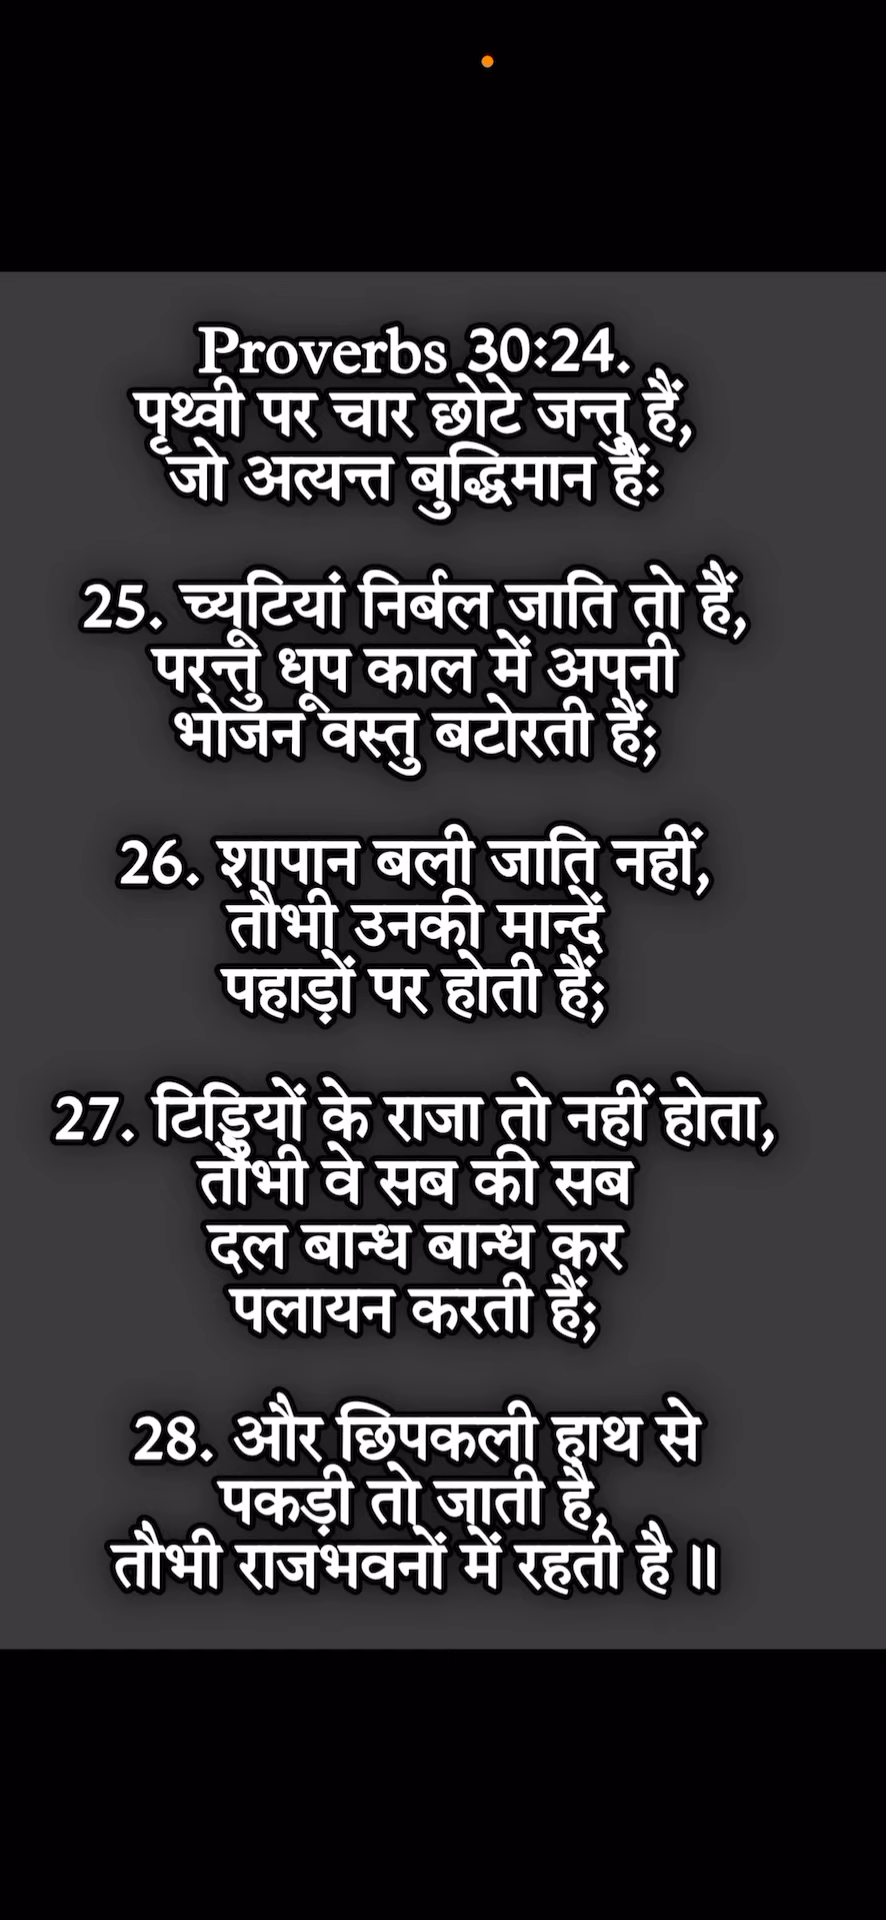 Proverbs 30:24.
पृथ्वी पर चार छोटे जन्तु हैं,
जो अत्यन्त बुद्धिमान हैंः
25. च्यूटियां निर्बल जाति तो हैं,
परन्तु धूप काल में अपनी
भोजन वस्तु बटोरती हैं;
26. शापान बली जाति नहीं,
तौभी उनकी मान्दें
पहाड़ों पर होती हैं;
27. टिड्डियों के राजा तो नहीं होता,
तौभी वे सब की सब
दल बान्ध बान्ध कर
पलायन करती हैं;
28. और छिपकली हाथ से
पकड़ी तो जाती है,
तौभी राजभवनों में रहती है॥